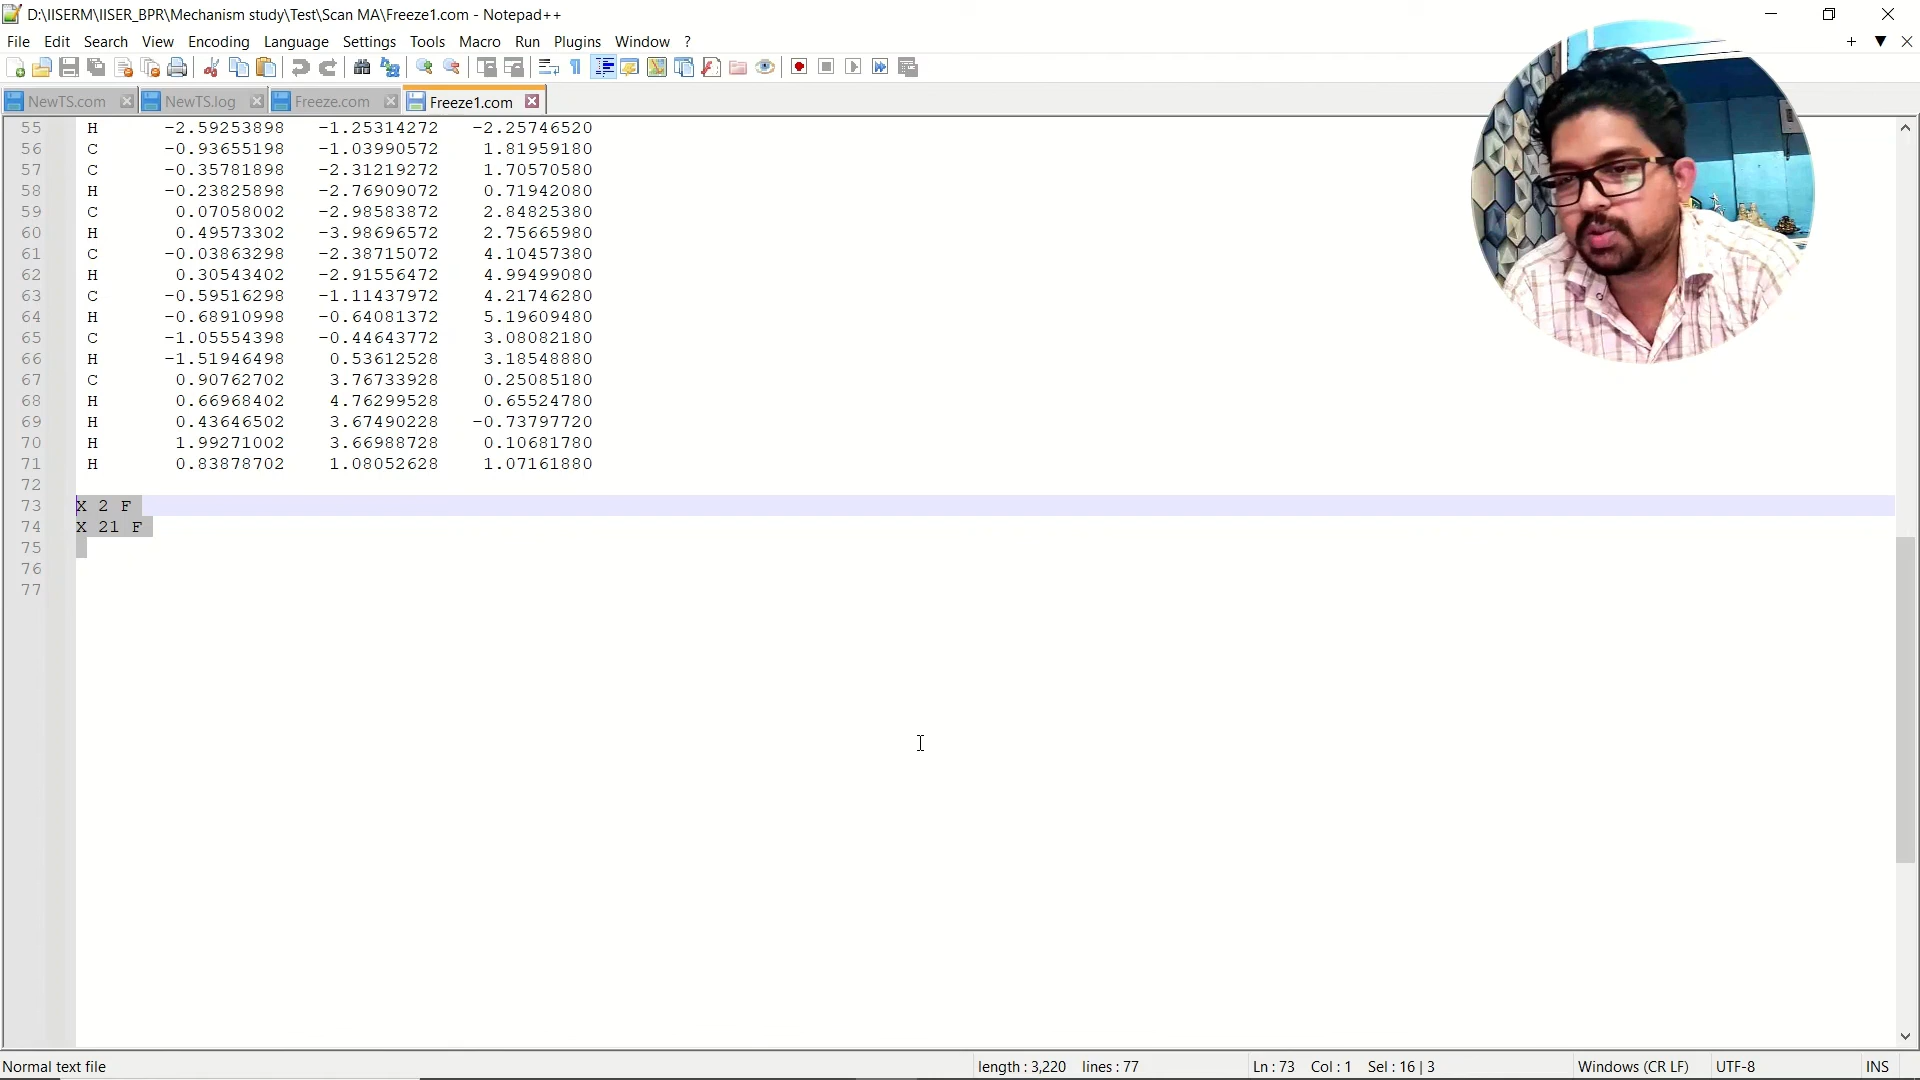 D:\IISERM\IISER_BPR\Mechanism study\Test\Scan MA\Freeze1.com - Notepad++
File Edit Search View Encoding Language Settings Tools Macro Run Plugins Window ?
NewTS.com NewTS.log Freeze.com Freeze1.com
55 H -2.59253898 -1.25314272 -2.25746520
56 C -0.93655198 -1.03990572 1.81959180
57 C -0.35781898 -2.31219272 1.70570580
58 H -0.23825898 -2.76909072 0.71942080
59 C 0.07058002 -2.98583872 2.84825380
60 H 0.49573302 -3.98696572 2.75665980
61 C -0.03863298 -2.38715072 4.10457380
62 H 0.30543402 -2.91556472 4.99499080
63 C -0.59516298 -1.11437972 4.21746280
64 H -0.68910998 -0.64081372 5.19609480
65 C -1.05554398 -0.44643772 3.08082180
66 H -1.51946498 0.53612528 3.18548880
67 C 0.90762702 3.76733928 0.25085180
68 H 0.66968402 4.76299528 0.65524780
69 H 0.43646502 3.67490228 -0.73797720
70 H 1.99271002 3.66988728 0.10681780
71 H 0.83878702 1.08052628 1.07161880
72
73 X 2 F
74 X 21 F
75
76
77
Normal text file length : 3,220 lines : 77 Ln : 73 Col : 1 Sel : 16 | 3 Windows (CR LF) UTF-8 INS